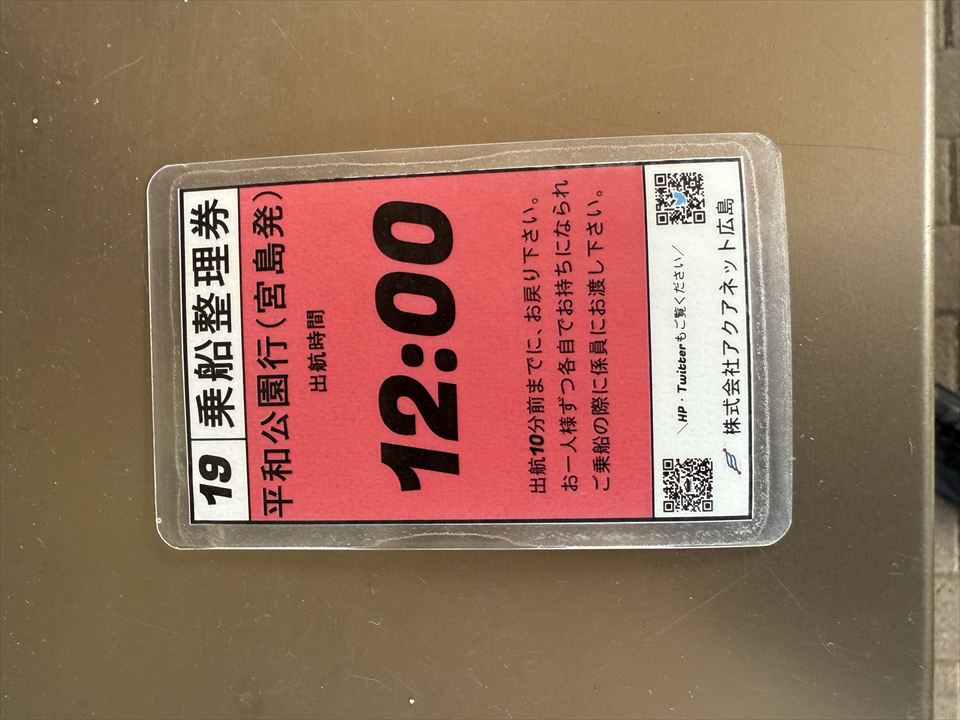 19 乗船整理券
平和公園行(宮島発)
出航時間
12:00
出航10分前までに、お戻り下さい。
お一人様ずつ各自でお持ちになられ
ご乗船の際に係員にお渡し下さい。
＼HP・Twitterもご覧ください／
株式会社アクアネット広島